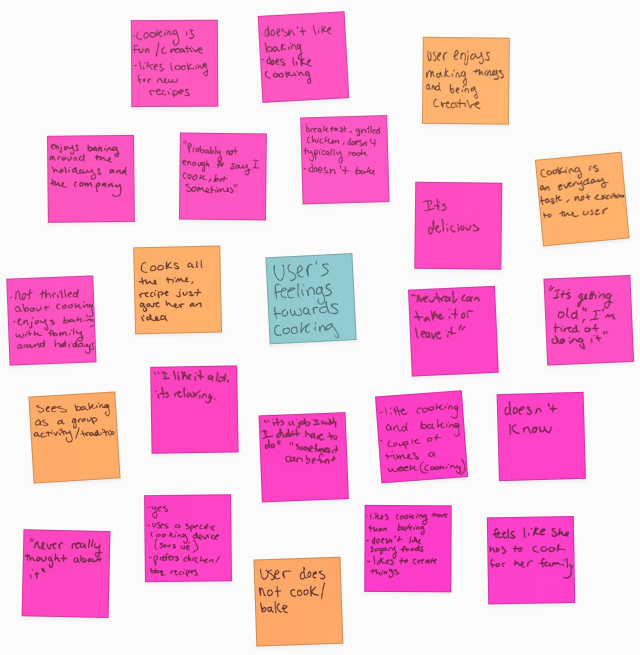 -Cooking is
fun/creative
-likes looking
for new
recipes
-doesn't like
baking
-does like
cooking
User enjoys
making things
and being
creative
enjoys baking
around the
holidays and
the company
"Probably not
enough to say I
cook, but
sometimes"
breakfast, grilled
chicken, doesn't
typically cook
-doesn't bake
Its
delicious
Cooking is
an everyday
task, not exciting
to the user
-Not thrilled
about cooking
-enjoys baking
with family
around holidays
Cooks all
the time,
recipe just
gave her an
idea
User's
feelings
towards
Cooking
"Neutral, can
take it or
leave it"
"Its getting
old", I'm
tired of
doing it"
Sees baking
as a group
activity/tradition
"I like it a lot,
its relaxing.
"its a job I wish
I didn't have to
do" "sometimes it
can be fun"
-like cooking
and baking
-couple of
times a
week (cooking)
doesn't
know
"never really
thought about
it"
-yes
-uses a specific
cooking device
(sous vie)
-prefers chicken/
bbq recipes
User does
not cook/
bake
likes cooking more
than baking
-doesn't like
sugary foods
-likes to create
things
feels like she
has to cook
for her family